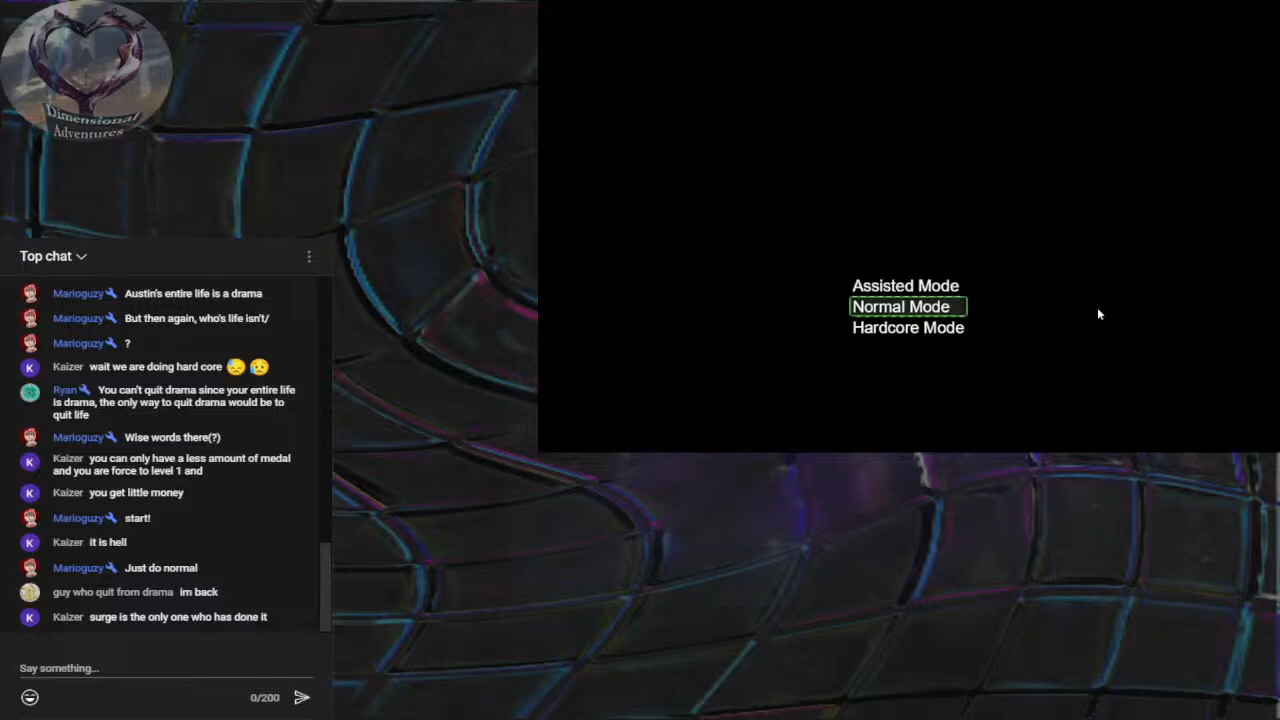 Dimensional
Adventures
Assisted Mode
Normal Mode
Hardcore Mode
Top chat
Marioguzy Austin's entire life is a drama
Marioguzy But then again, who's life isn't/
Marioguzy ?
K Kaizer wait we are doing hard core
Ryan You can't quit drama since your entire life
is drama, the only way to quit drama would be to
quit life
Marioguzy Wise words there(?)
K Kaizer you can only have a less amount of medal
and you are force to level 1 and
K Kaizer you get little money
Marioguzy start!
K Kaizer it is hell
Marioguzy Just do normal
guy who quit from drama im back
K Kaizer surge is the only one who has done it
Say something...
0/200